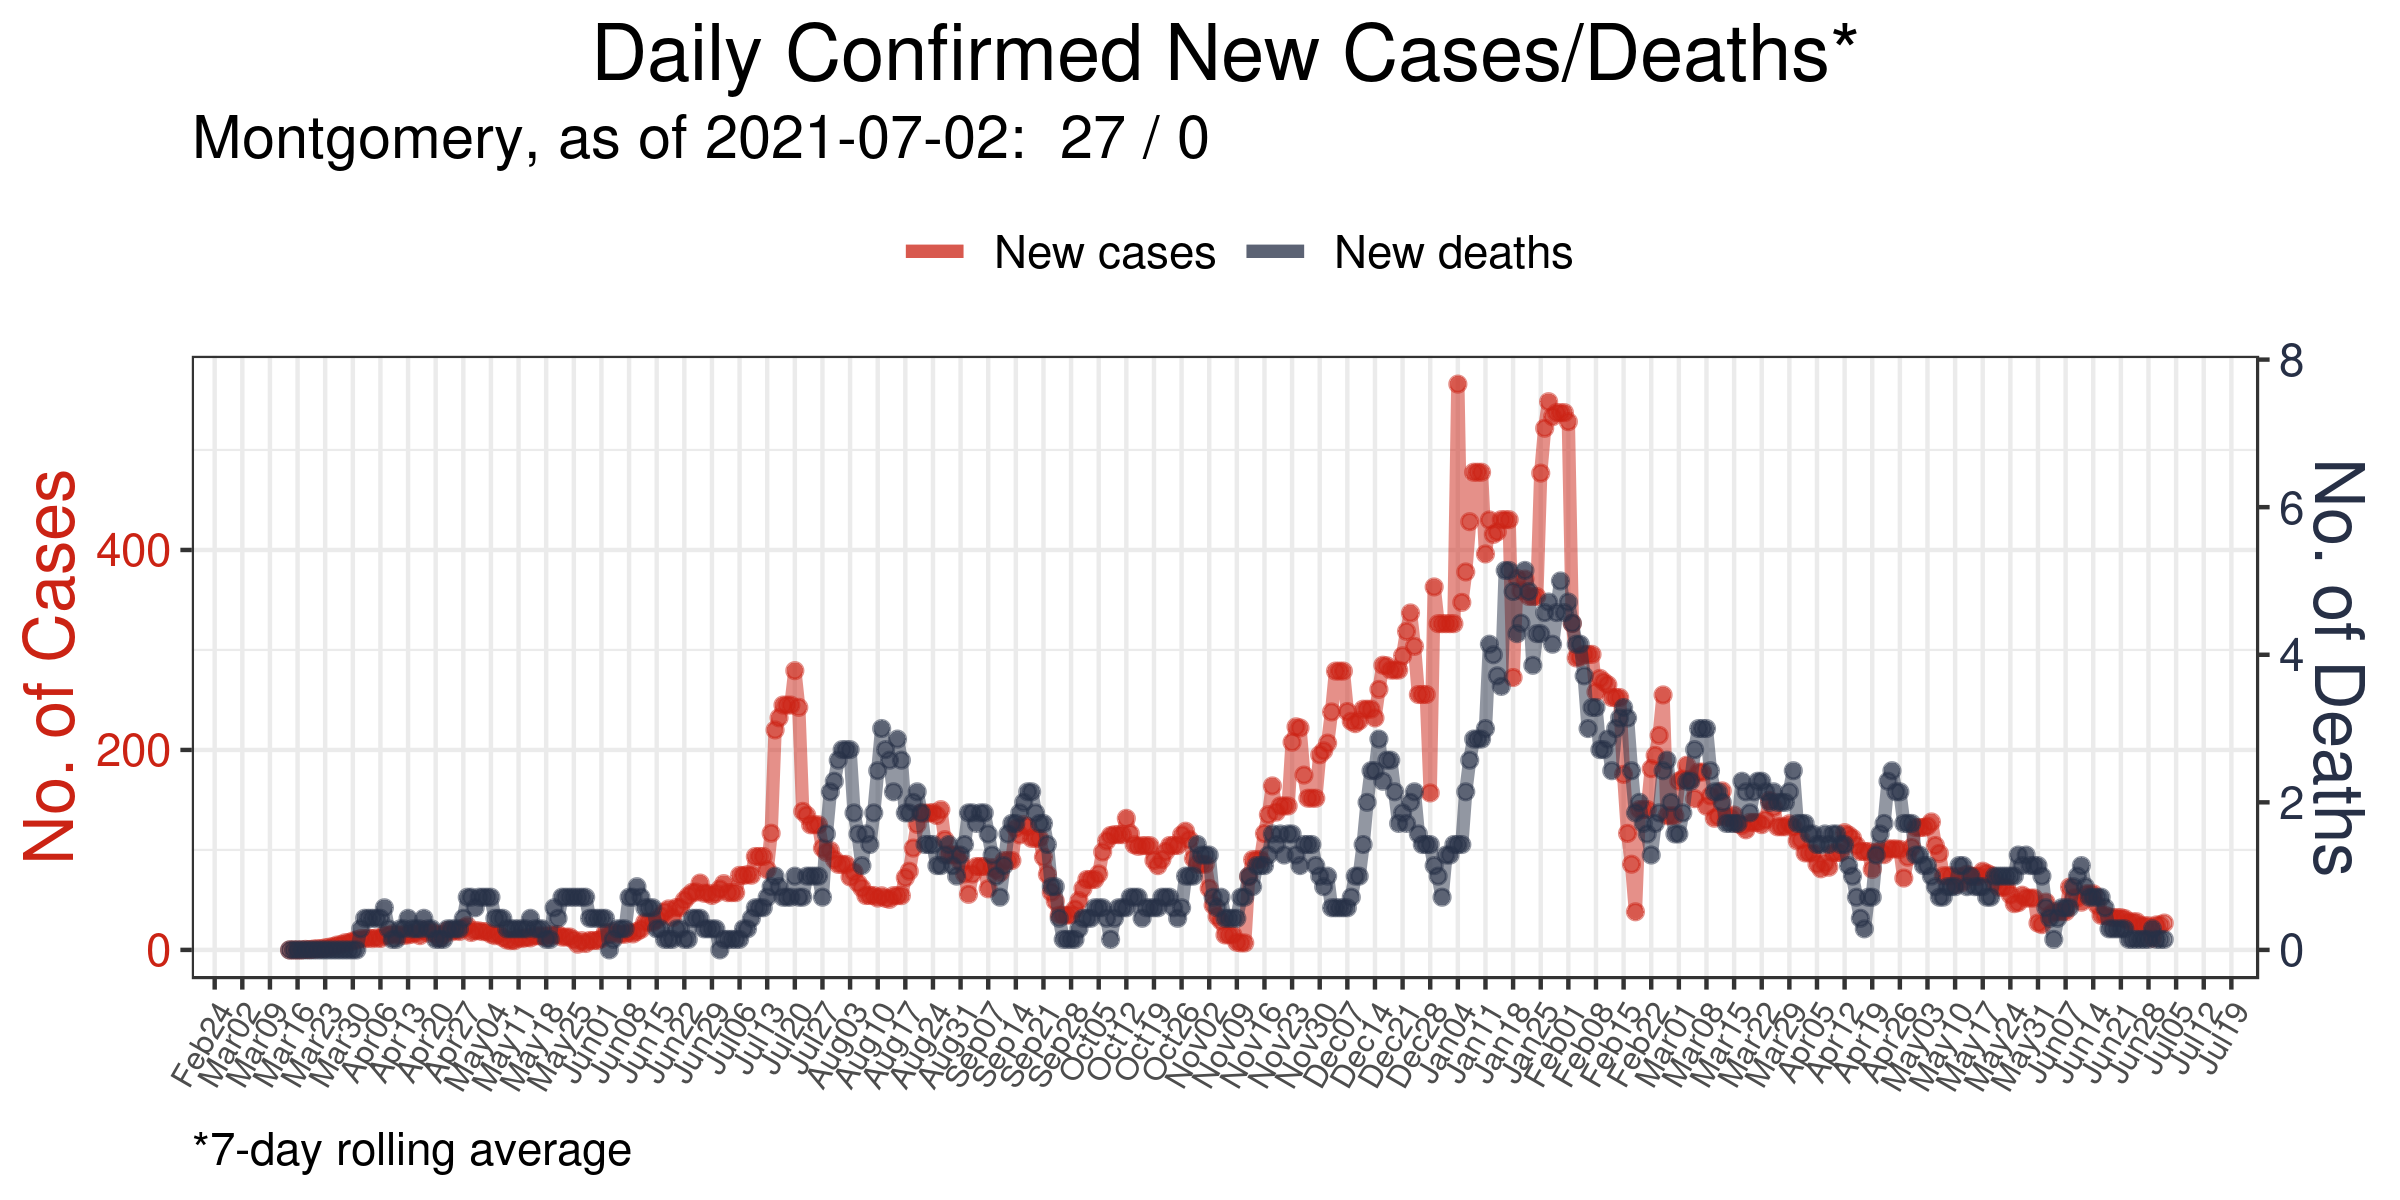 Daily Confirmed New Cases/Deaths*
Montgomery, as of 2021-07-02:  27 / 0
New cases
New deaths
No. of Cases
400
200
0
8
6
4
2
0
No. of Deaths
Feb24
Mar02
Mar09
Mar16
Mar23
Mar30
Apr06
Apr13
Apr20
Apr27
May04
May11
May18
May25
Jun01
Jun08
Jun15
Jun22
Jun29
Jul06
Jul13
Jul20
Jul27
Aug03
Aug10
Aug17
Aug24
Aug31
Sep07
Sep14
Sep21
Sep28
Oct05
Oct12
Oct19
Oct26
Nov02
Nov09
Nov16
Nov23
Nov30
Dec07
Dec14
Dec21
Dec28
Jan04
Jan11
Jan18
Jan25
Feb01
Feb08
Feb15
Feb22
Mar01
Mar08
Mar15
Mar22
Mar29
Apr05
Apr12
Apr19
Apr26
May03
May10
May17
May24
May31
Jun07
Jun14
Jun21
Jun28
Jul05
Jul12
Jul19
*7-day rolling average